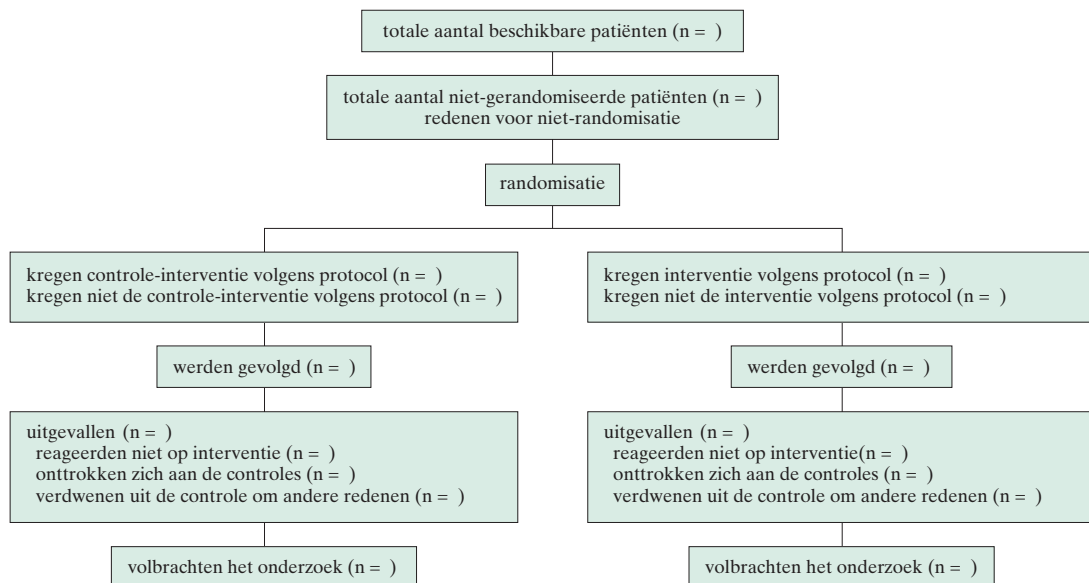 totale aantal beschikbare patiënten (n = )
totale aantal niet-gerandomiseerde patiënten (n = )
redenen voor niet-randomisatie
randomisatie
kregen controle-interventie volgens protocol (n = )
kregen niet de controle-interventie volgens protocol (n = )
werden gevolgd (n = )
uitgevallen (n = )
reageerden niet op interventie (n = )
onttrokken zich aan de controles (n = )
verdwenen uit de controle om andere redenen (n = )
volbrachten het onderzoek (n = )
kregen interventie volgens protocol (n = )
kregen niet de interventie volgens protocol (n = )
werden gevolgd (n = )
uitgevallen (n = )
reageerden niet op interventie(n = )
onttrokken zich aan de controles (n = )
verdwenen uit de controle om andere redenen (n = )
volbrachten het onderzoek (n = )